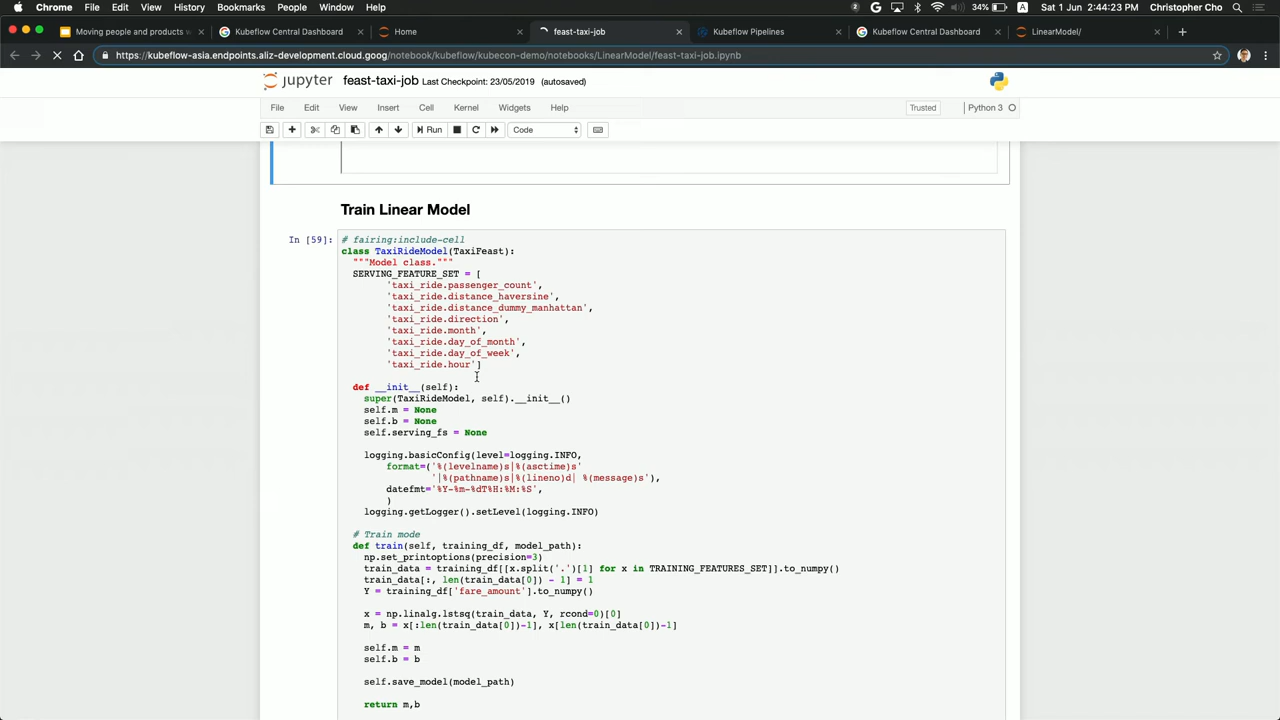 Chrome File Edit View History Bookmarks People Window Help 34% A Sat 1 Jun 2:44:23 PM Christopher Cho
Moving people and products w Kubeflow Central Dashboard Home feast-taxi-job Kubeflow Pipelines Kubeflow Central Dashboard LinearModel/
https://kubeflow-asia.endpoints.aliz-development.cloud.goog/notebook/kubeflow/kubecon-demo/notebooks/LinearModel/feast-taxi-job.ipynb
jupyter feast-taxi-job Last Checkpoint: 23/05/2019 (autosaved)
File Edit View Insert Cell Kernel Widgets Help Trusted Python 3
Run Code
Train Linear Model
In [59]: # fairing:include-cell
class TaxiRideModel(TaxiFeast):
"""Model class."""
SERVING_FEATURE_SET = [
'taxi_ride.passenger_count',
'taxi_ride.distance_haversine',
'taxi_ride.distance_dummy_manhattan',
'taxi_ride.direction',
'taxi_ride.month',
'taxi_ride.day_of_month',
'taxi_ride.day_of_week',
'taxi_ride.hour']
def __init__(self):
super(TaxiRideModel, self).__init__()
self.m = None
self.b = None
self.serving_fs = None
logging.basicConfig(level=logging.INFO,
format=('%(levelname)s|%(asctime)s'
'|%(pathname)s|%(lineno)d| %(message)s'),
datefmt='%Y-%m-%dT%H:%M:%S',
)
logging.getLogger().setLevel(logging.INFO)
# Train mode
def train(self, training_df, model_path):
np.set_printoptions(precision=3)
train_data = training_df[[x.split('.')[1] for x in TRAINING_FEATURES_SET]].to_numpy()
train_data[:, len(train_data[0]) - 1] = 1
Y = training_df['fare_amount'].to_numpy()
x = np.linalg.lstsq(train_data, Y, rcond=0)[0]
m, b = x[:len(train_data[0])-1], x[len(train_data[0])-1]
self.m = m
self.b = b
self.save_model(model_path)
return m,b